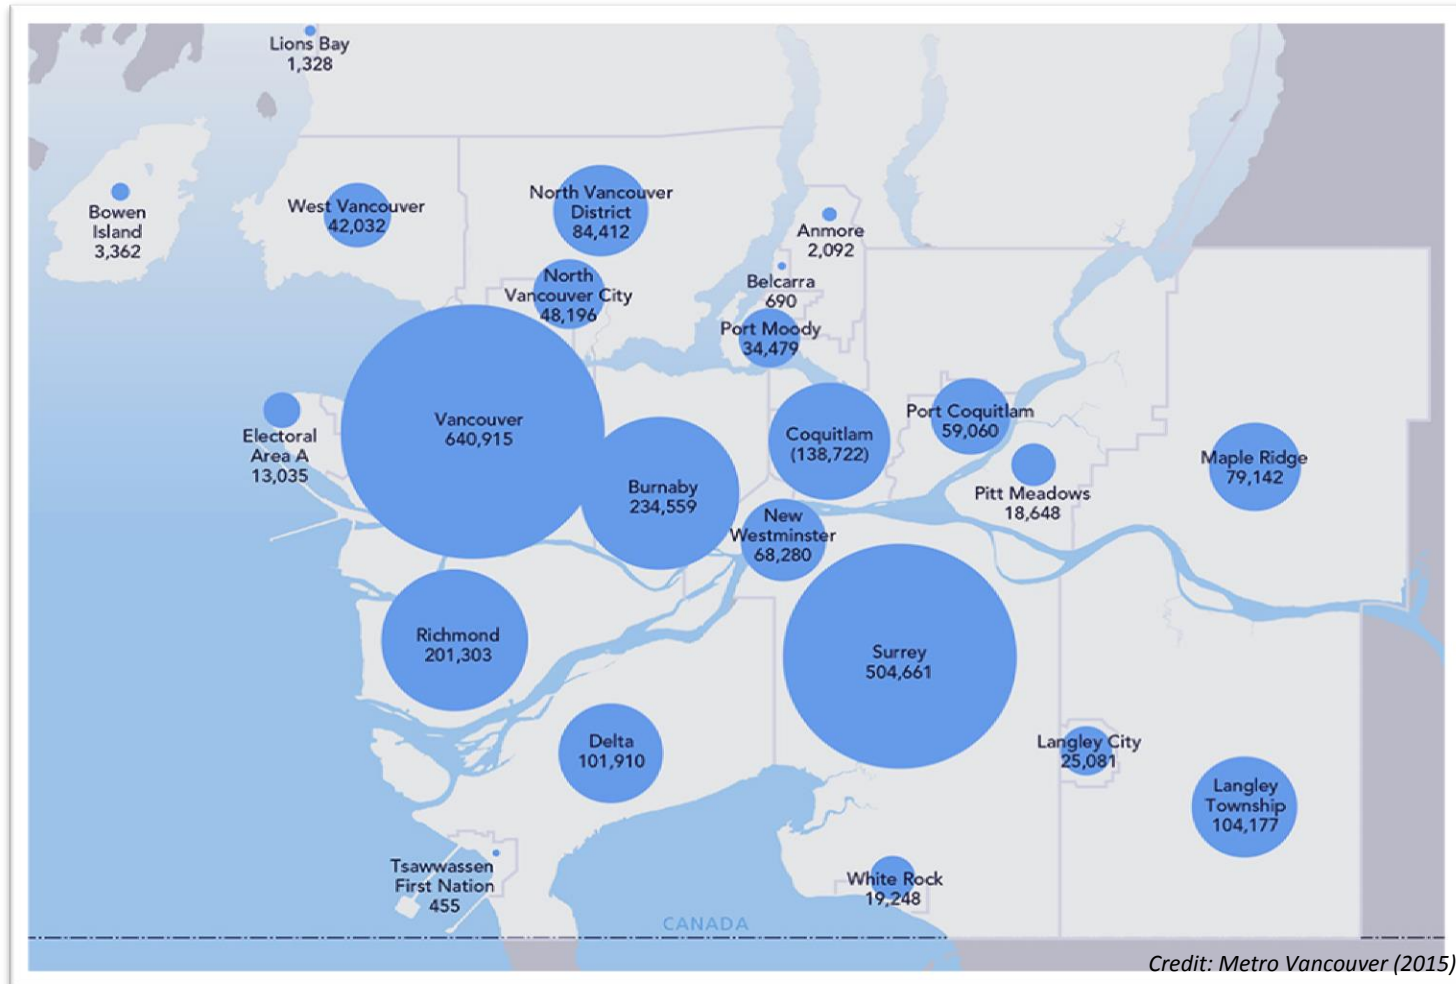 Lions Bay
1,328
Bowen
Island
3,362
West Vancouver
42,032
North Vancouver
District
84,412
North
Vancouver City
48,196
Anmore
2,092
Belcarra
690
Port Moody
34,479
Electoral
Area A
13,035
Vancouver
640,915
Burnaby
234,559
Coquitlam
(138,722)
Port Coquitlam
59,060
Pitt Meadows
18,648
Maple Ridge
79,142
New
Westminster
68,280
Richmond
201,303
Surrey
504,661
Delta
101,910
Langley City
25,081
Langley
Township
104,177
Tsawwassen
First Nation
455
White Rock
19,248
CANADA
Credit: Metro Vancouver (2015)